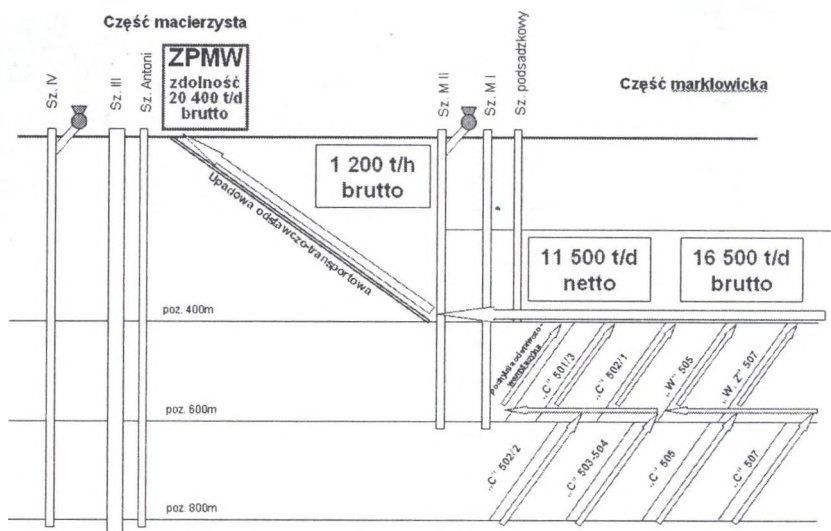 Część macierzysta
ZPMW
zdolność
20 400 t/d
brutto
Sz. IV
Sz. III
Sz. Antoni
Sz. M II
Sz. M I
Sz. podsadzkowy
Część marklowicka
1 200 t/h
brutto
Upadowa odstawczo-transportowa
11 500 t/d
netto
16 500 t/d
brutto
poz. 400m
„C” 501/3
„C” 502/1
„W” 505
„W, Z” 507
poz. 600m
„C” 502/2
„C” 503-504
„C” 505
„C” 507
poz. 800m